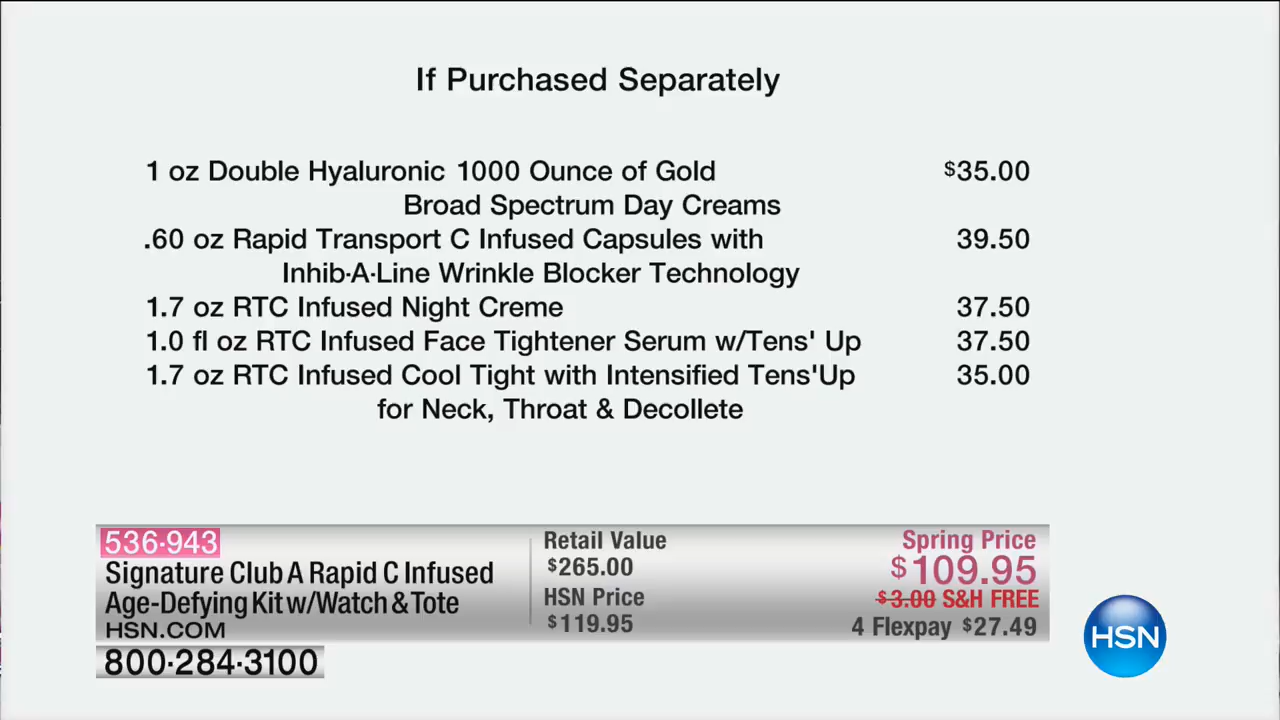 If Purchased Separately
1 oz Double Hyaluronic 1000 Ounce of Gold $35.00
Broad Spectrum Day Creams
.60 oz Rapid Transport C Infused Capsules with 39.50
Inhib·A·Line Wrinkle Blocker Technology
1.7 oz RTC Infused Night Creme 37.50
1.0 fl oz RTC Infused Face Tightener Serum w/Tens' Up 37.50
1.7 oz RTC Infused Cool Tight with Intensified Tens'Up 35.00
for Neck, Throat & Decollete
536·943
Signature Club A Rapid C Infused
Age-Defying Kit w/Watch & Tote
HSN.COM
800·284·3100
Retail Value
$265.00
HSN Price
$119.95
Spring Price
$109.95
$3.00 S&H FREE
4 Flexpay $27.49
HSN